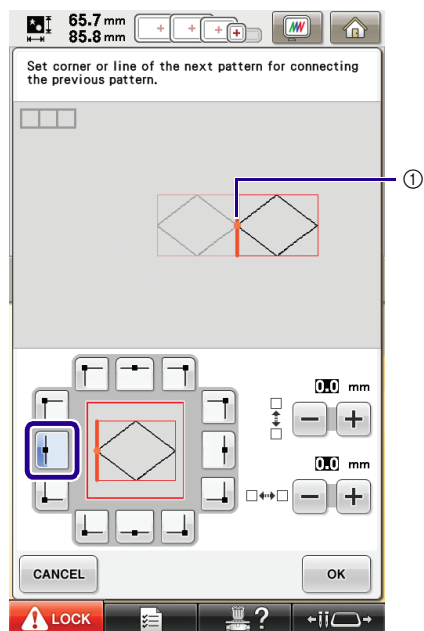 65.7 mm
85.8 mm
Set corner or line of the next pattern for connecting
the previous pattern.
①
0.0 mm
0.0 mm
CANCEL
OK
LOCK
?